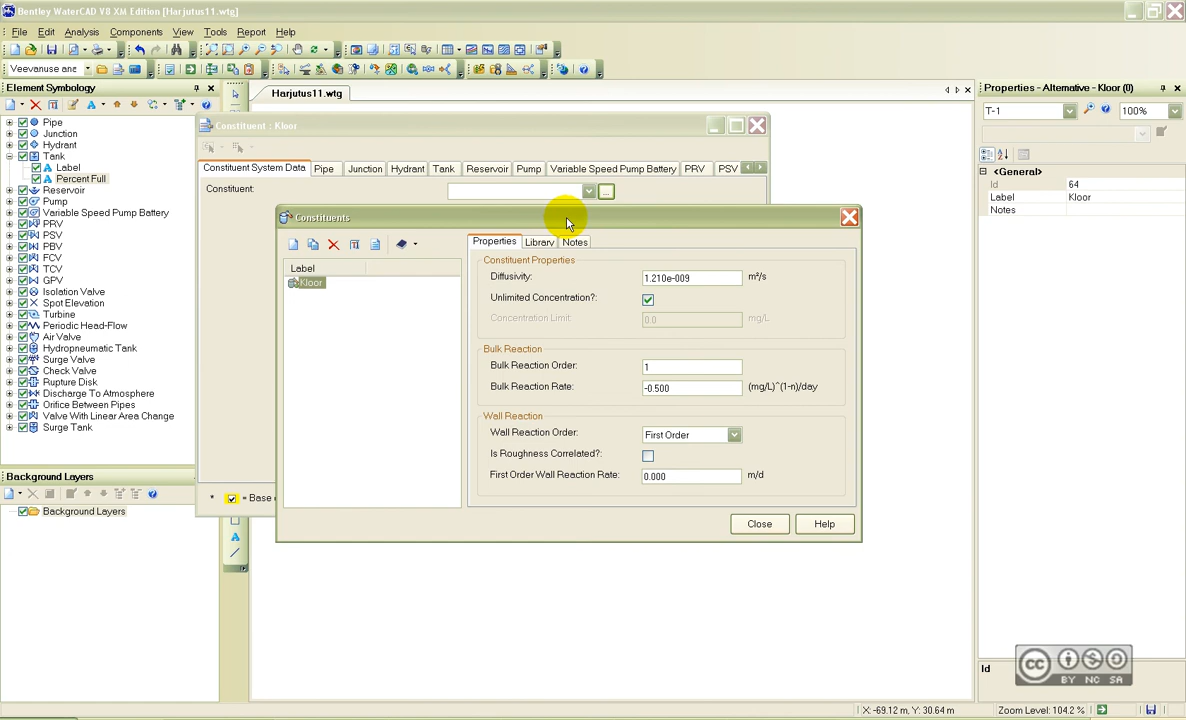 Bentley WaterCAD V8 XM Edition [Harjutus11.wtg]
File Edit Analysis Components View Tools Report Help
Veevanuse ane
Element Symbology
Pipe
Junction
Hydrant
Tank
Label
Percent Full
Reservoir
Pump
Variable Speed Pump Battery
PRV
PSV
PBV
FCV
TCV
GPV
Isolation Valve
Spot Elevation
Turbine
Periodic Head-Flow
Air Valve
Hydropneumatic Tank
Surge Valve
Check Valve
Rupture Disk
Discharge To Atmosphere
Orifice Between Pipes
Valve With Linear Area Change
Surge Tank
Background Layers
Background Layers
Harjutus11.wtg
Constituent : Kloor
Constituent System Data Pipe Junction Hydrant Tank Reservoir Pump Variable Speed Pump Battery PRV PSV
Constituent:
...
* = Base
Constituents
Label
Kloor
Properties Library Notes
Constituent Properties
Diffusivity: 1.210e-009 m²/s
Unlimited Concentration?:
Concentration Limit: 0.0 mg/L
Bulk Reaction
Bulk Reaction Order: 1
Bulk Reaction Rate: -0.500 (mg/L)^(1-n)/day
Wall Reaction
Wall Reaction Order: First Order
Is Roughness Correlated?:
First Order Wall Reaction Rate: 0.000 m/d
Close Help
Properties - Alternative - Kloor (0)
T-1 100%
<General>
Id 64
Label Kloor
Notes
Id
cc BY NC SA
X: -69.12 m, Y: 30.64 m Zoom Level: 104.2 %